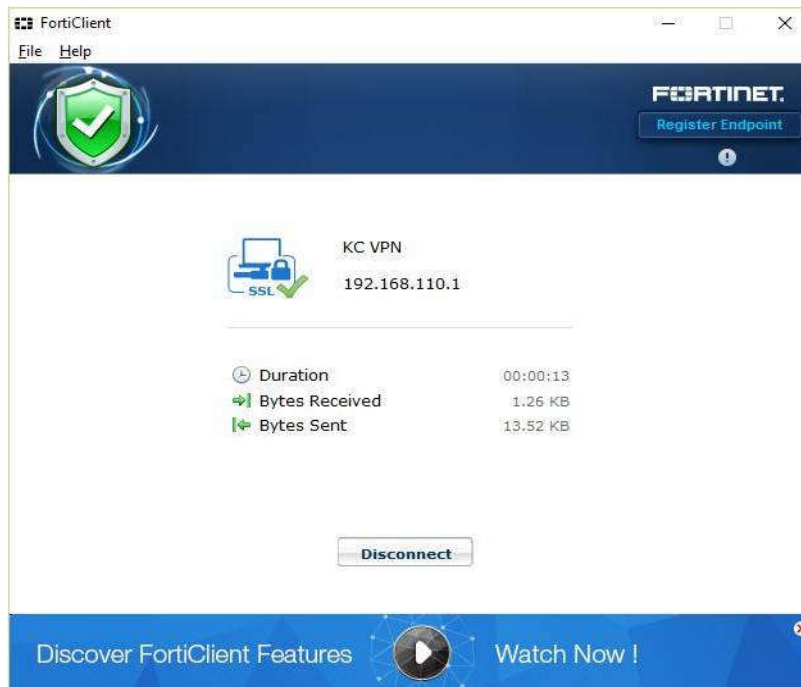 FortiClient
File Help
FORTINET.
Register Endpoint
KC VPN
SSL
192.168.110.1
Duration 00:00:13
Bytes Received 1.26 KB
Bytes Sent 13.52 KB
Disconnect
Discover FortiClient Features Watch Now !